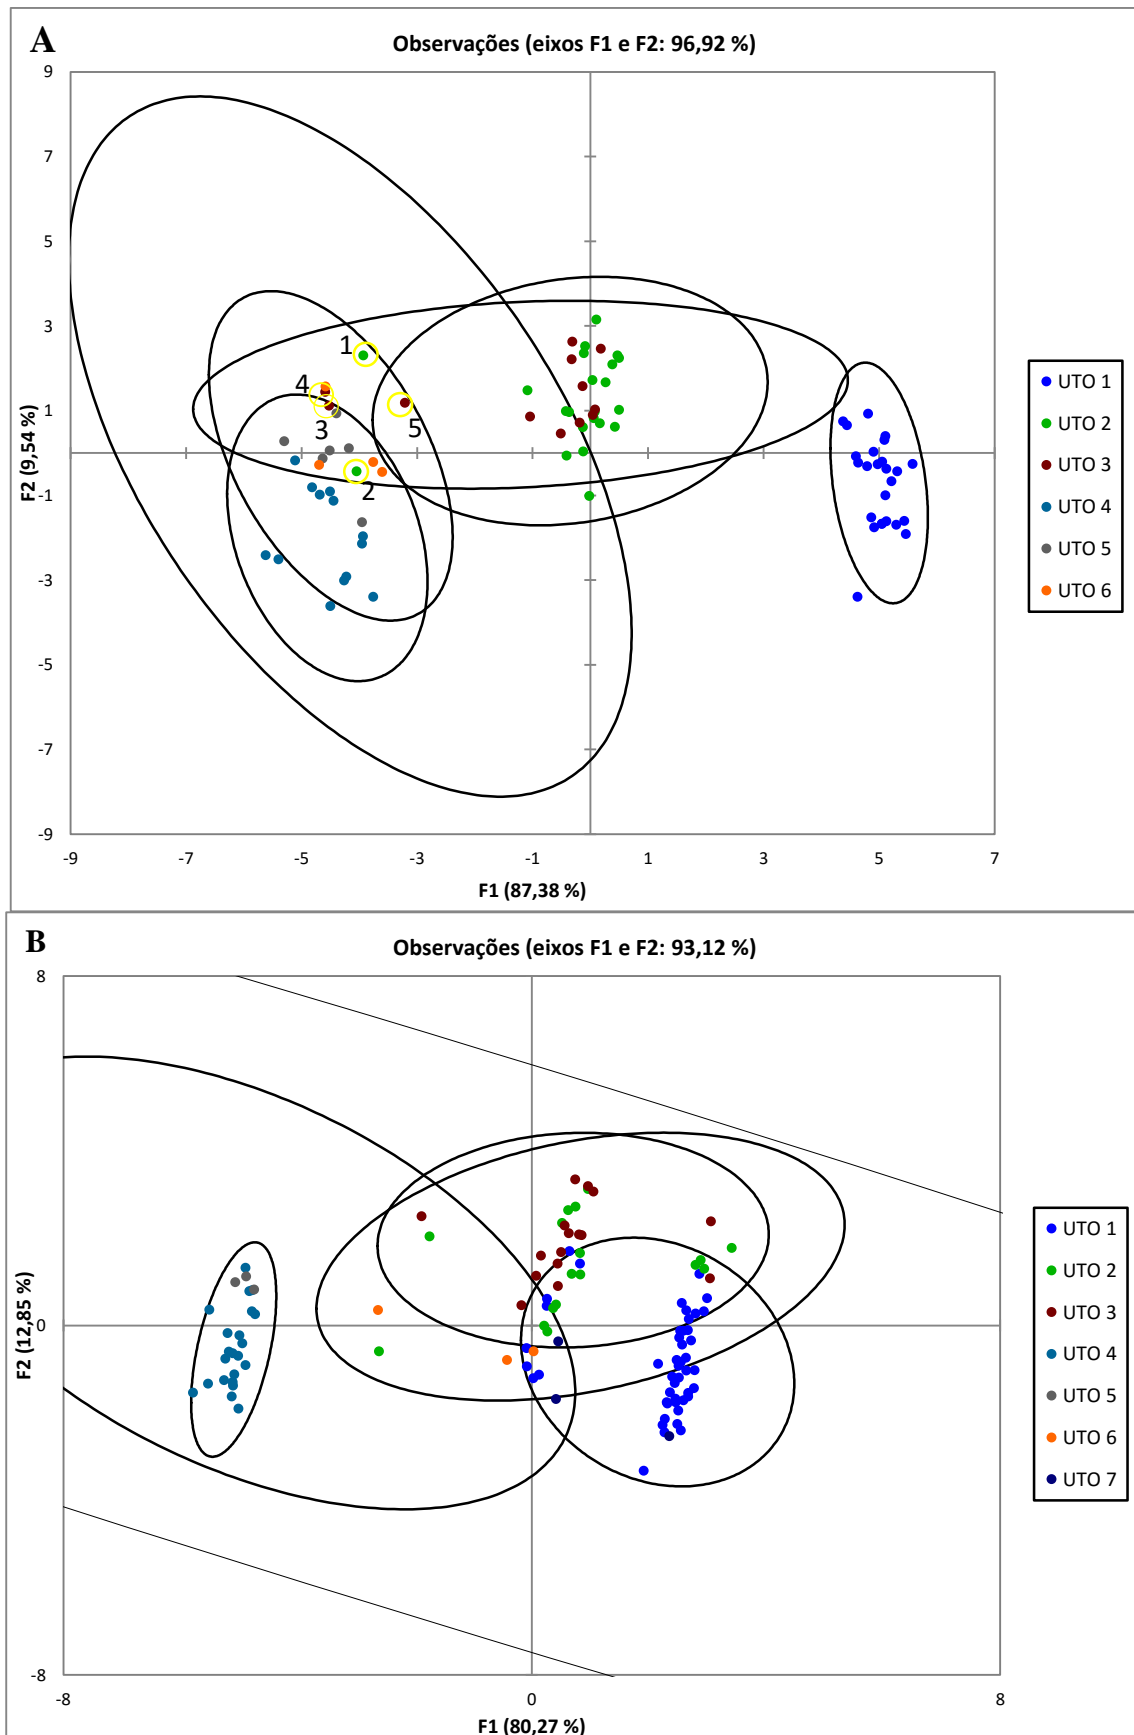 A
Observações (eixos F1 e F2: 96,92 %)
9
7
5
3
1
-1
-3
-5
-7
-9
F2 (9,54 %)
1
4
3
5
2
-9 -7 -5 -3 -1 1 3 5 7
F1 (87,38 %)
UTO 1
UTO 2
UTO 3
UTO 4
UTO 5
UTO 6
B
Observações (eixos F1 e F2: 93,12 %)
8
0
-8
F2 (12,85 %)
-8 0 8
F1 (80,27 %)
UTO 1
UTO 2
UTO 3
UTO 4
UTO 5
UTO 6
UTO 7